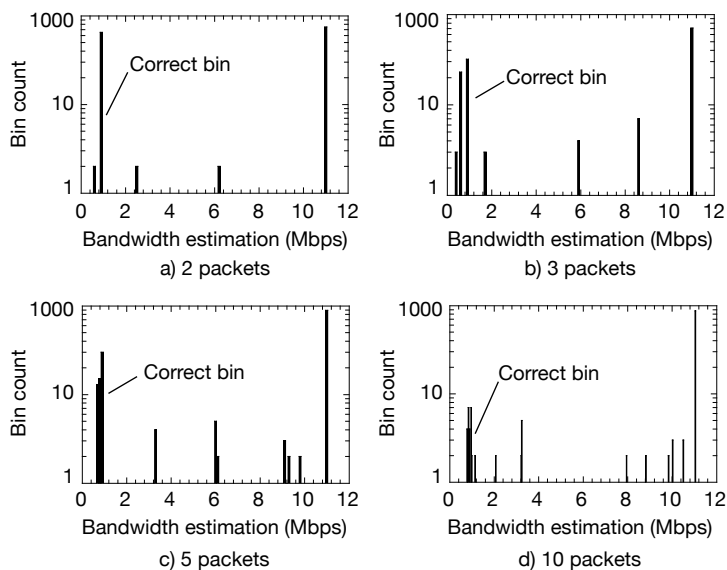 1000
10
1
Bin count
Correct bin
0 2 4 6 8 10 12
Bandwidth estimation (Mbps)
a) 2 packets
1000
10
1
Bin count
Correct bin
0 2 4 6 8 10 12
Bandwidth estimation (Mbps)
b) 3 packets
1000
10
1
Bin count
Correct bin
0 2 4 6 8 10 12
Bandwidth estimation (Mbps)
c) 5 packets
1000
10
1
Bin count
Correct bin
0 2 4 6 8 10 12
Bandwidth estimation (Mbps)
d) 10 packets